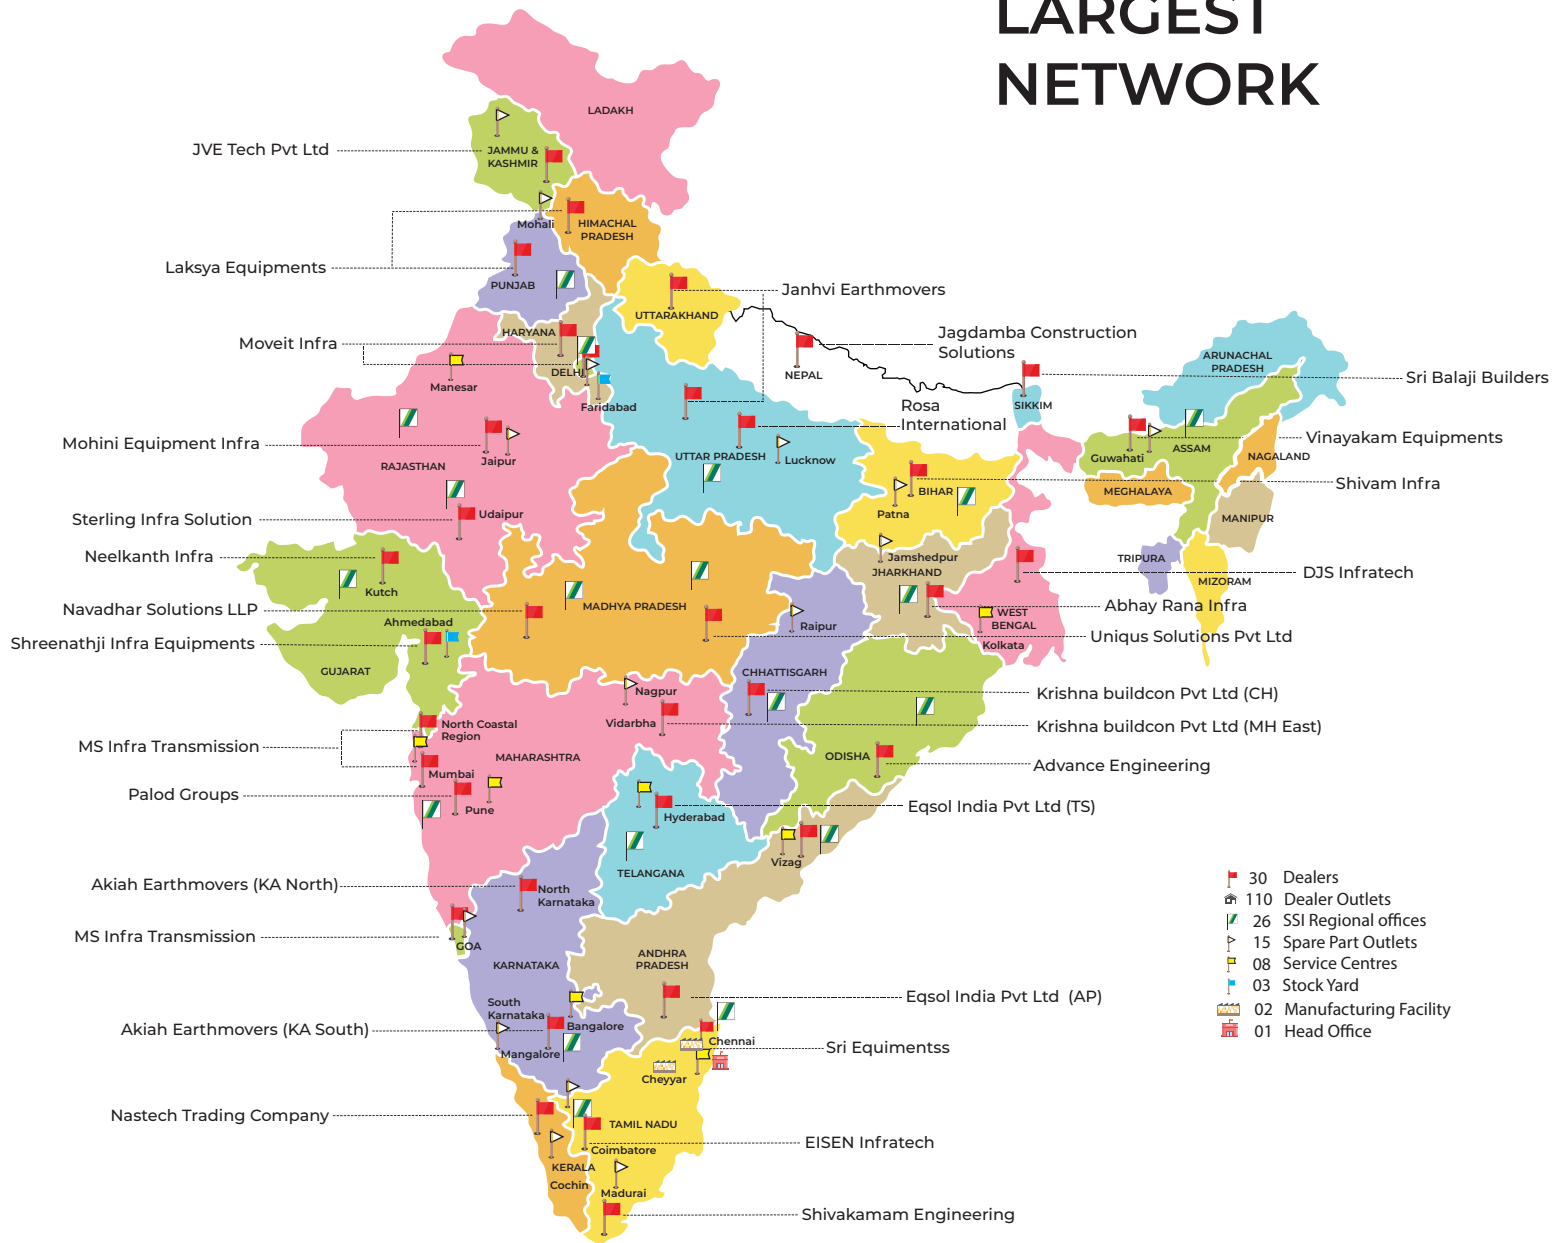 LARGEST
NETWORK
LADAKH
JVE Tech Pvt Ltd
JAMMU &
KASHMIR
Mohali
HIMACHAL
PRADESH
Laksya Equipments
PUNJAB
Janhvi Earthmovers
UTTARAKHAND
HARYANA
Moveit Infra
DELHI
Manesar
Faridabad
Jagdamba Construction
Solutions
NEPAL
ARUNACHAL
PRADESH
Sri Balaji Builders
SIKKIM
Rosa
International
Mohini Equipment Infra
Jaipur
RAJASTHAN
UTTAR PRADESH
Lucknow
Guwahati
ASSAM
Vinayakam Equipments
NAGALAND
BIHAR
Patna
MEGHALAYA
Shivam Infra
MANIPUR
Sterling Infra Solution
Udaipur
Neelkanth Infra
Kutch
Jamshedpur
JHARKHAND
TRIPURA
MIZORAM
DJS Infratech
Navadhar Solutions LLP
MADHYA PRADESH
Abhay Rana Infra
WEST
BENGAL
Kolkata
Ahmedabad
Raipur
Uniqus Solutions Pvt Ltd
Shreenathji Infra Equipments
GUJARAT
CHHATTISGARH
Nagpur
Krishna buildcon Pvt Ltd (CH)
Vidarbha
Krishna buildcon Pvt Ltd (MH East)
North Coastal
Region
MS Infra Transmission
MAHARASHTRA
ODISHA
Advance Engineering
Mumbai
Palod Groups
Pune
Eqsol India Pvt Ltd (TS)
Hyderabad
Vizag
TELANGANA
Akiah Earthmovers (KA North)
North
Karnataka
30 Dealers
110 Dealer Outlets
26 SSI Regional offices
15 Spare Part Outlets
08 Service Centres
03 Stock Yard
02 Manufacturing Facility
01 Head Office
MS Infra Transmission
GOA
KARNATAKA
ANDHRA
PRADESH
Eqsol India Pvt Ltd (AP)
South
Karnataka
Akiah Earthmovers (KA South)
Bangalore
Mangalore
Chennai
Sri Equimentss
Cheyyar
Nastech Trading Company
TAMIL NADU
Coimbatore
EISEN Infratech
KERALA
Cochin
Madurai
Shivakamam Engineering